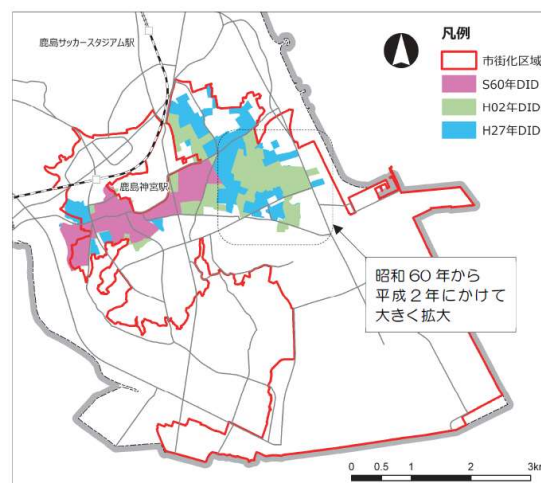 鹿島サッカースタジアム駅
凡例
市街化区域
S60年DID
H02年DID
H27年DID
鹿島神宮駅
昭和60年から
平成2年にかけて
大きく拡大
0 0.5 1 2 3km